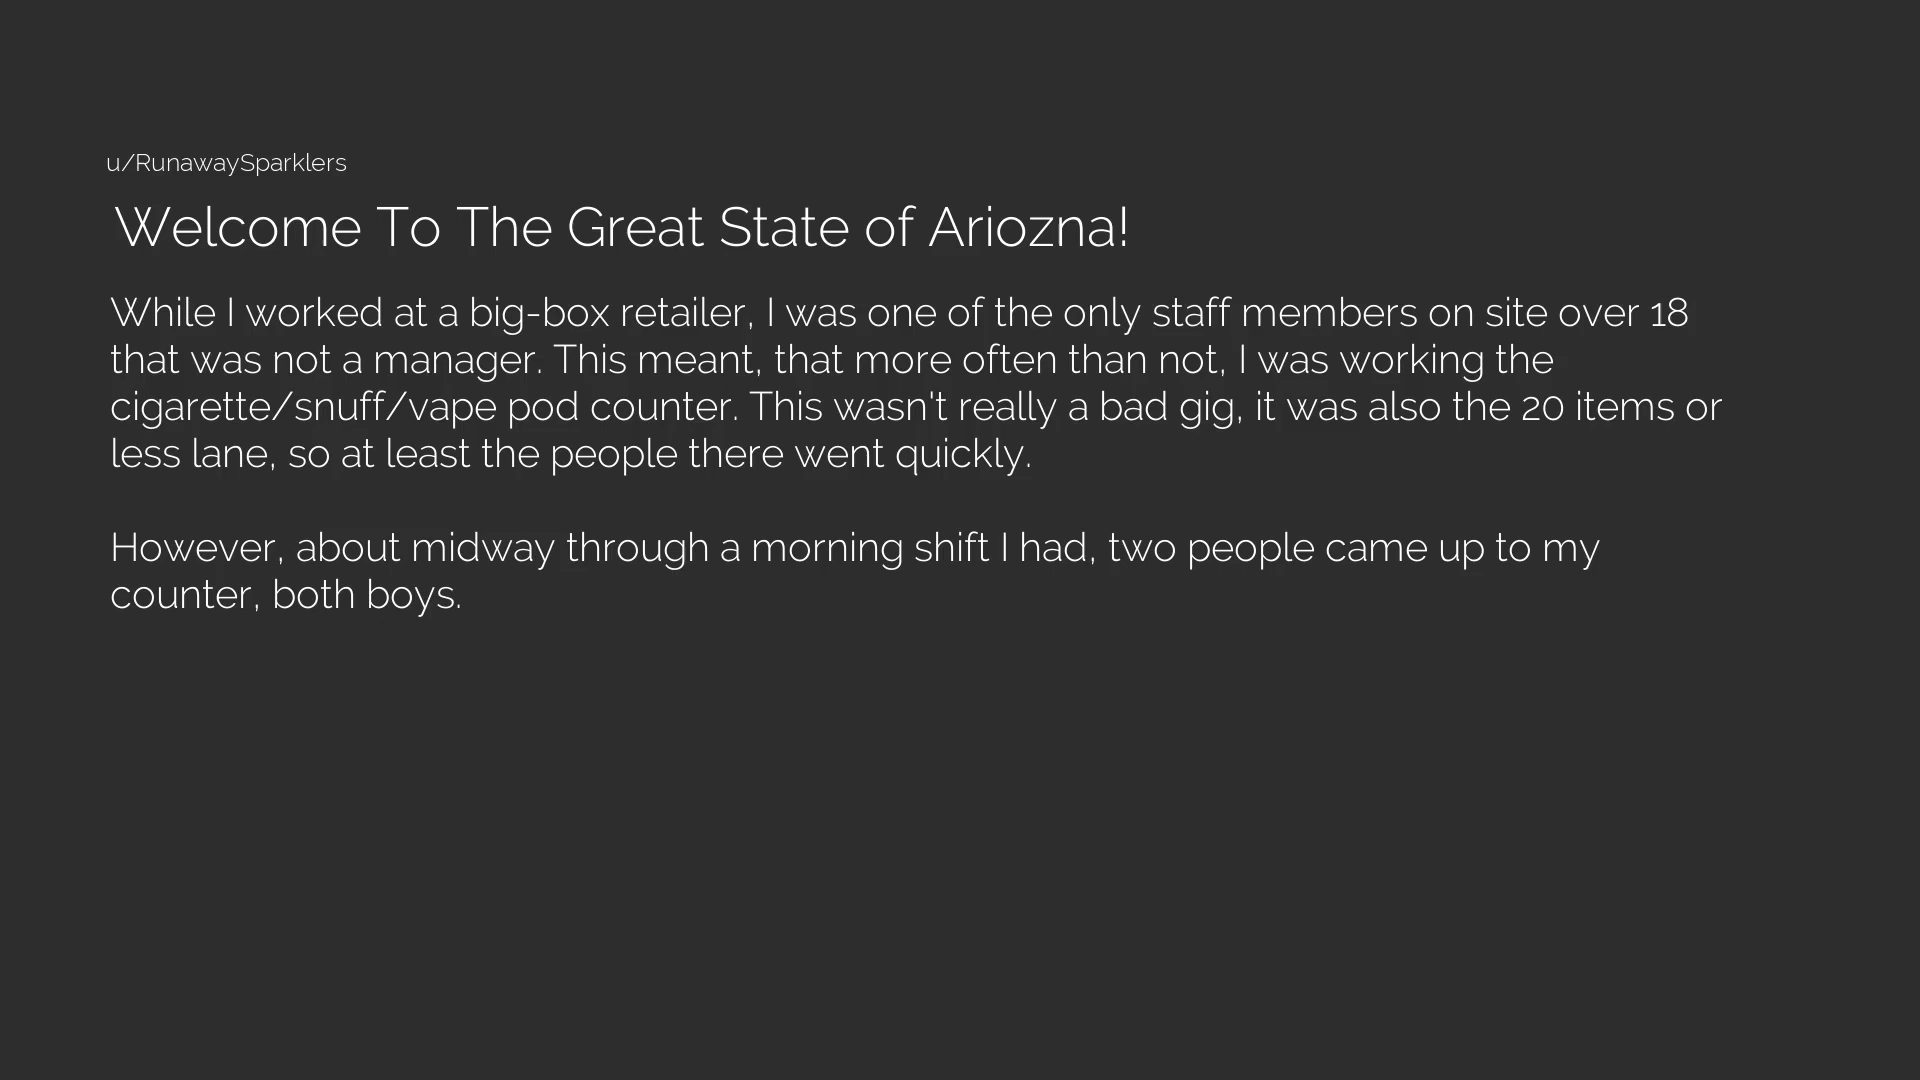 u/RunawaySparklers
Welcome To The Great State of Ariozna!
While I worked at a big-box retailer, I was one of the only staff members on site over 18
that was not a manager. This meant, that more often than not, I was working the
cigarette/snuff/vape pod counter. This wasn't really a bad gig, it was also the 20 items or
less lane, so at least the people there went quickly.
However, about midway through a morning shift I had, two people came up to my
counter, both boys.